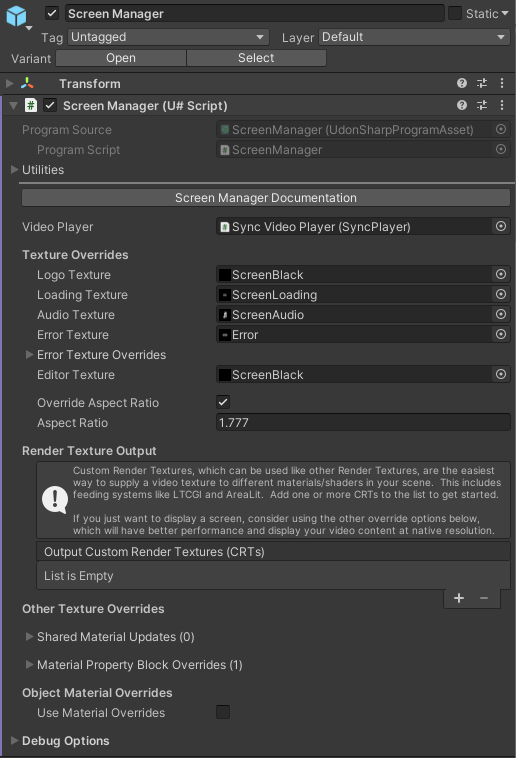 Screen Manager Static
Tag Untagged Layer Default
Variant Open Select
Transform
# Screen Manager (U# Script)
Program Source ScreenManager (UdonSharpProgramAsset)
Program Script # ScreenManager
Utilities
Screen Manager Documentation
Video Player # Sync Video Player (SyncPlayer)
Texture Overrides
Logo Texture ScreenBlack
Loading Texture ScreenLoading
Audio Texture ScreenAudio
Error Texture Error
Error Texture Overrides
Editor Texture ScreenBlack
Override Aspect Ratio
Aspect Ratio 1.777
Render Texture Output
Custom Render Textures, which can be used like other Render Textures, are the easiest
way to supply a video texture to different materials/shaders in your scene. This includes
feeding systems like LTCGI and AreaLit. Add one or more CRTs to the list to get started.
If you just want to display a screen, consider using the other override options below,
which will have better performance and display your video content at native resolution.
Output Custom Render Textures (CRTs)
List is Empty
+ −
Other Texture Overrides
Shared Material Updates (0)
Material Property Block Overrides (1)
Object Material Overrides
Use Material Overrides
Debug Options